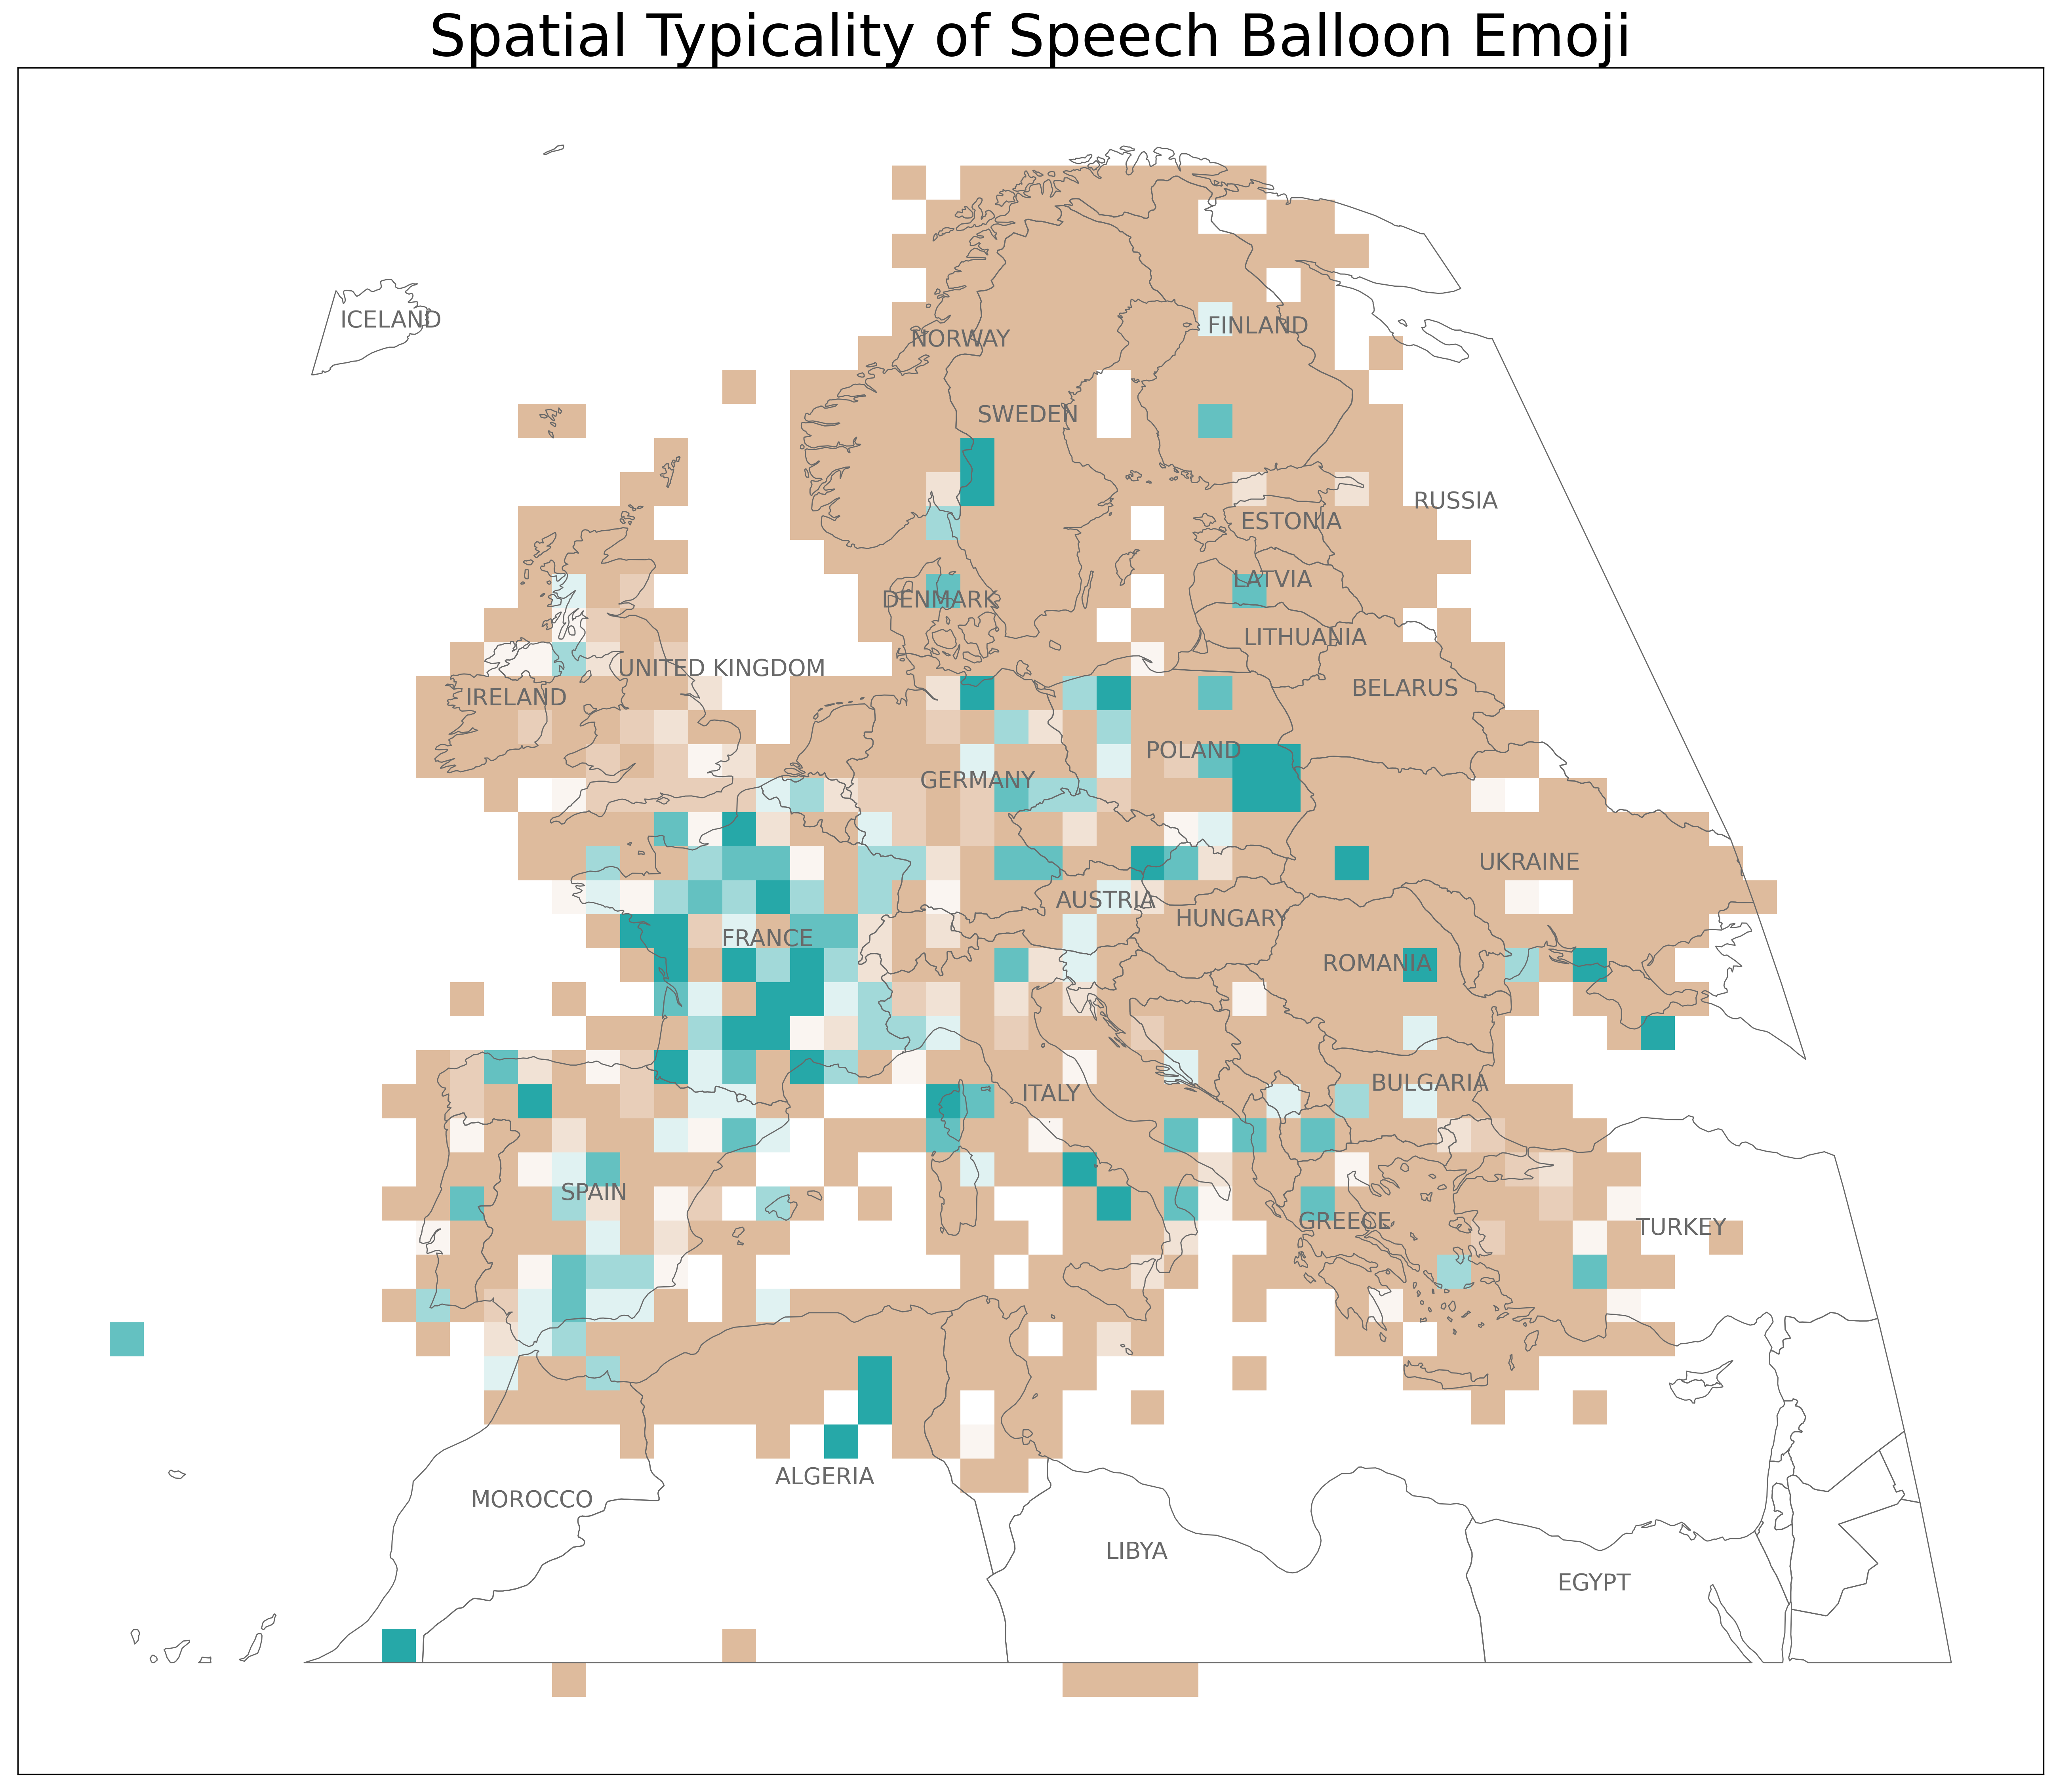 Spatial Typicality of Speech Balloon Emoji
ICELAND
FINLAND
NORWAY
SWEDEN
RUSSIA
ESTONIA
LATVIA
DENMARK
LITHUANIA
UNITED KINGDOM
IRELAND
BELARUS
POLAND
GERMANY
UKRAINE
AUSTRIA
HUNGARY
FRANCE
ROMANIA
BULGARIA
ITALY
SPAIN
GREECE
TURKEY
ALGERIA
MOROCCO
LIBYA
EGYPT